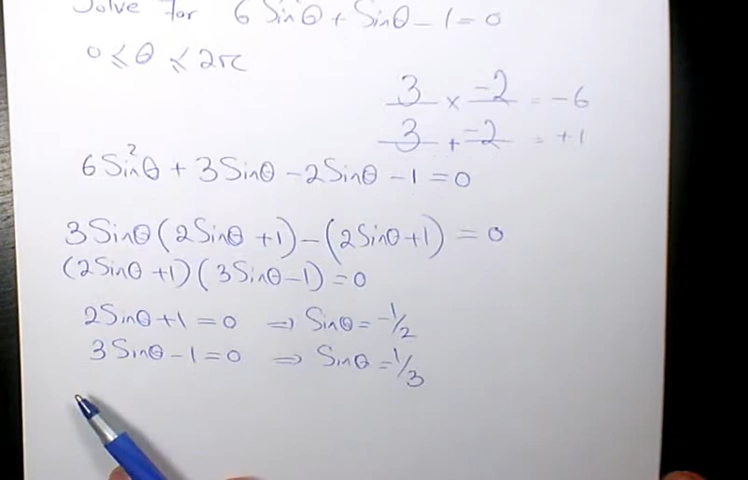 Solve for 6 Sin²θ + Sinθ - 1 = 0
0 ⩽ θ ⩽ 2π
3 × -2 = -6
3 + -2 = +1
6 Sin²θ + 3 Sinθ - 2 Sinθ - 1 = 0
3 Sinθ (2 Sinθ + 1) - (2 Sinθ + 1) = 0
(2 Sinθ + 1) (3 Sinθ - 1) = 0
2 Sinθ + 1 = 0 ⇒ Sinθ = -1/2
3 Sinθ - 1 = 0 ⇒ Sinθ = 1/3